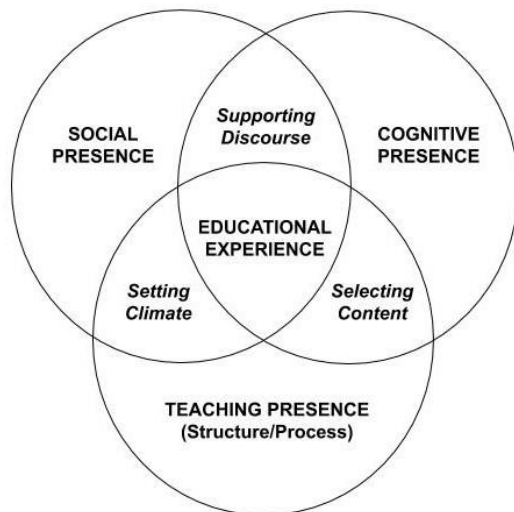 Supporting
Discourse
SOCIAL
PRESENCE
COGNITIVE
PRESENCE
EDUCATIONAL
EXPERIENCE
Setting
Climate
Selecting
Content
TEACHING PRESENCE
(Structure/Process)